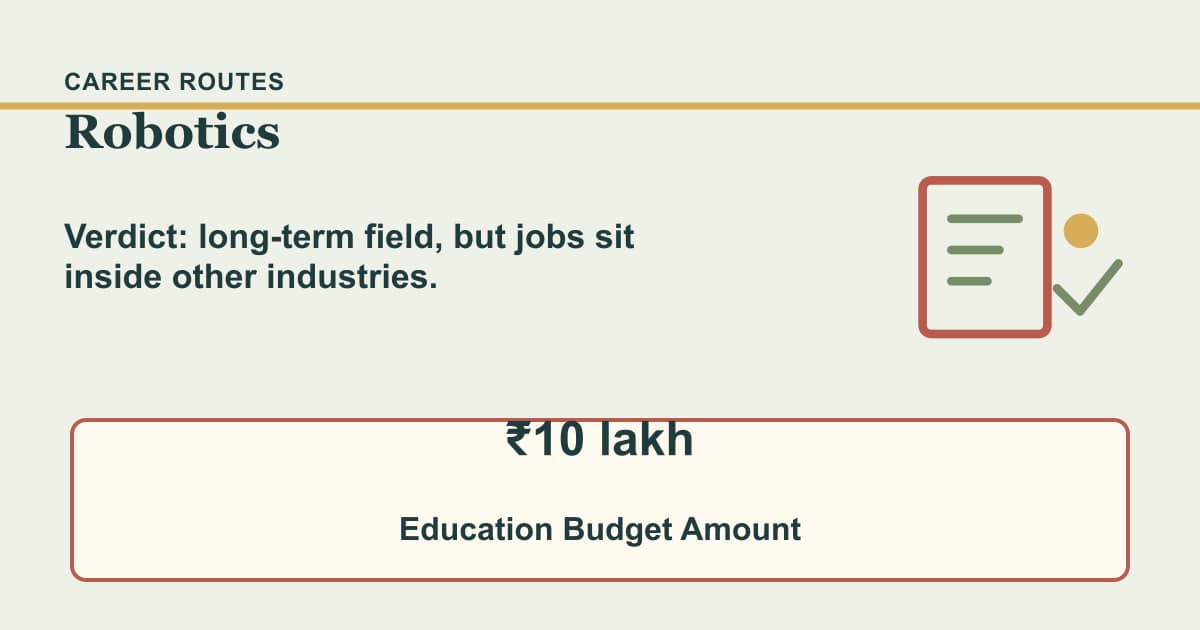 CAREER ROUTES
Robotics
Verdict: long-term field, but jobs sit
inside other industries.
₹10 lakh
Education Budget Amount